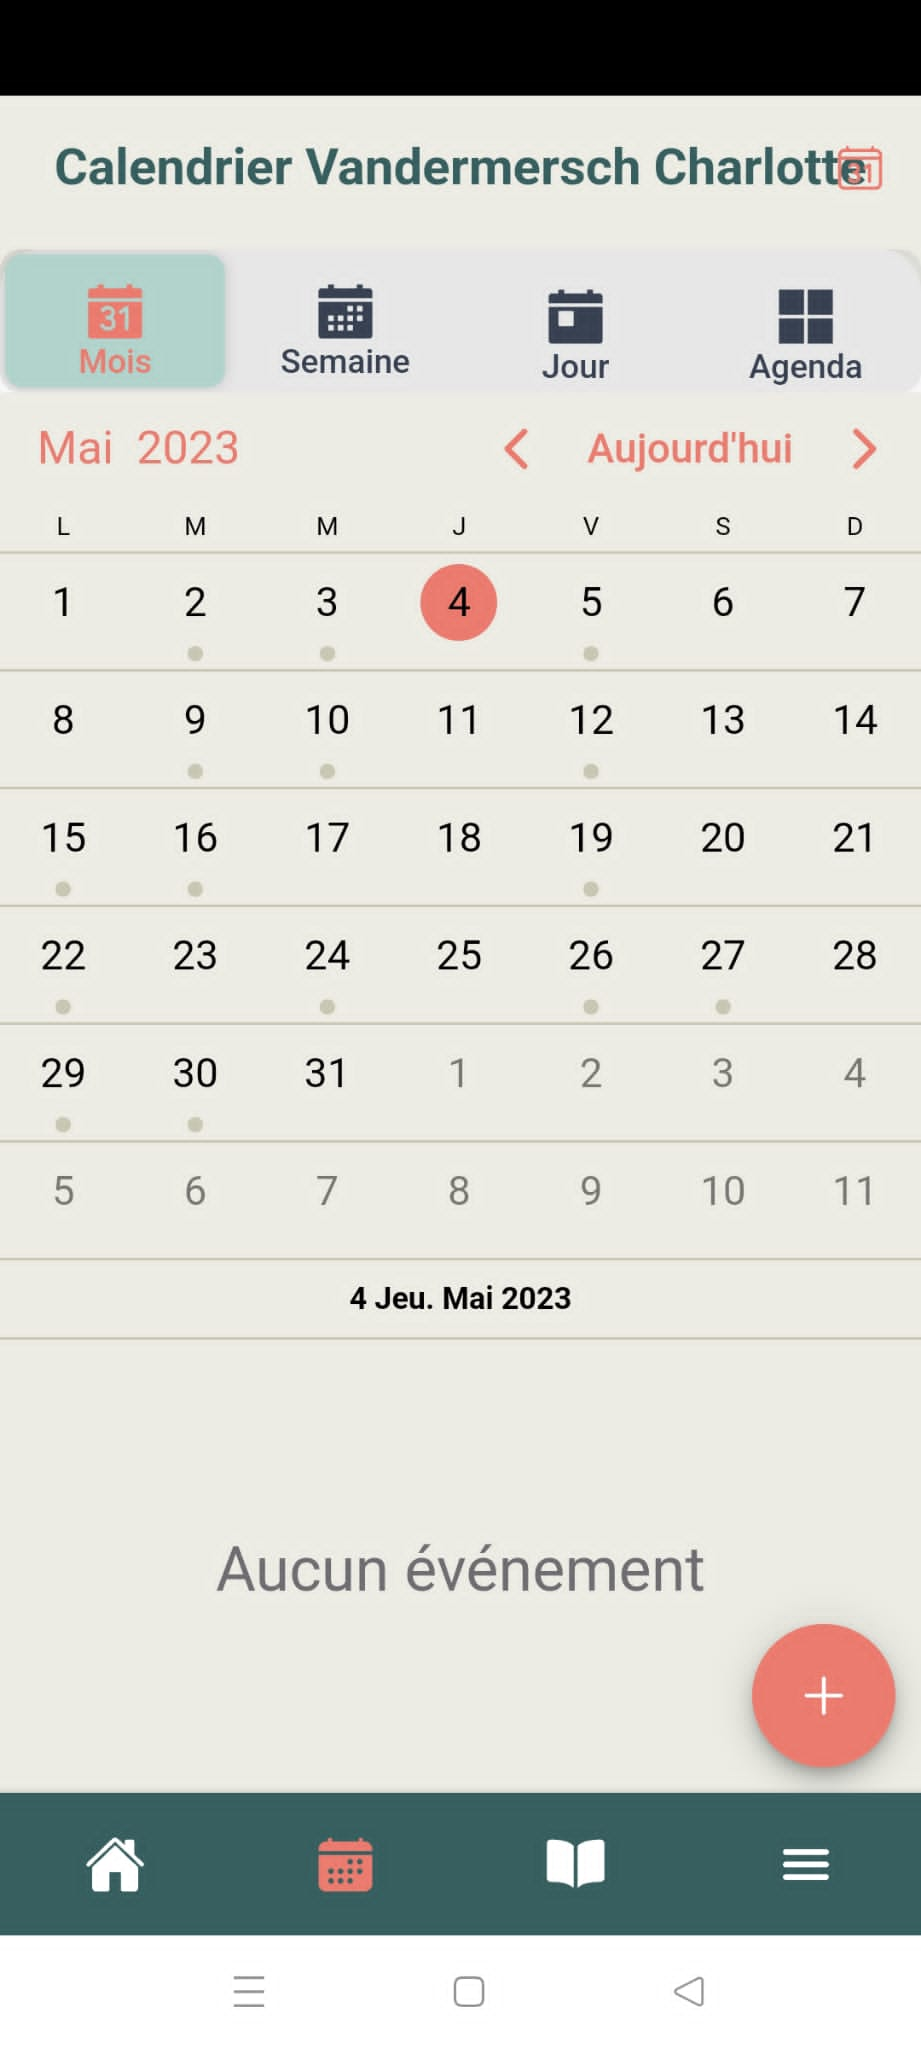 Calendrier Vandermersch Charlotte
31
31
Mois
Semaine
Jour
Agenda
Mai 2023
Aujourd'hui
L M M J V S D
1 2 3 4 5 6 7
8 9 10 11 12 13 14
15 16 17 18 19 20 21
22 23 24 25 26 27 28
29 30 31 1 2 3 4
5 6 7 8 9 10 11
4 Jeu. Mai 2023
Aucun événement